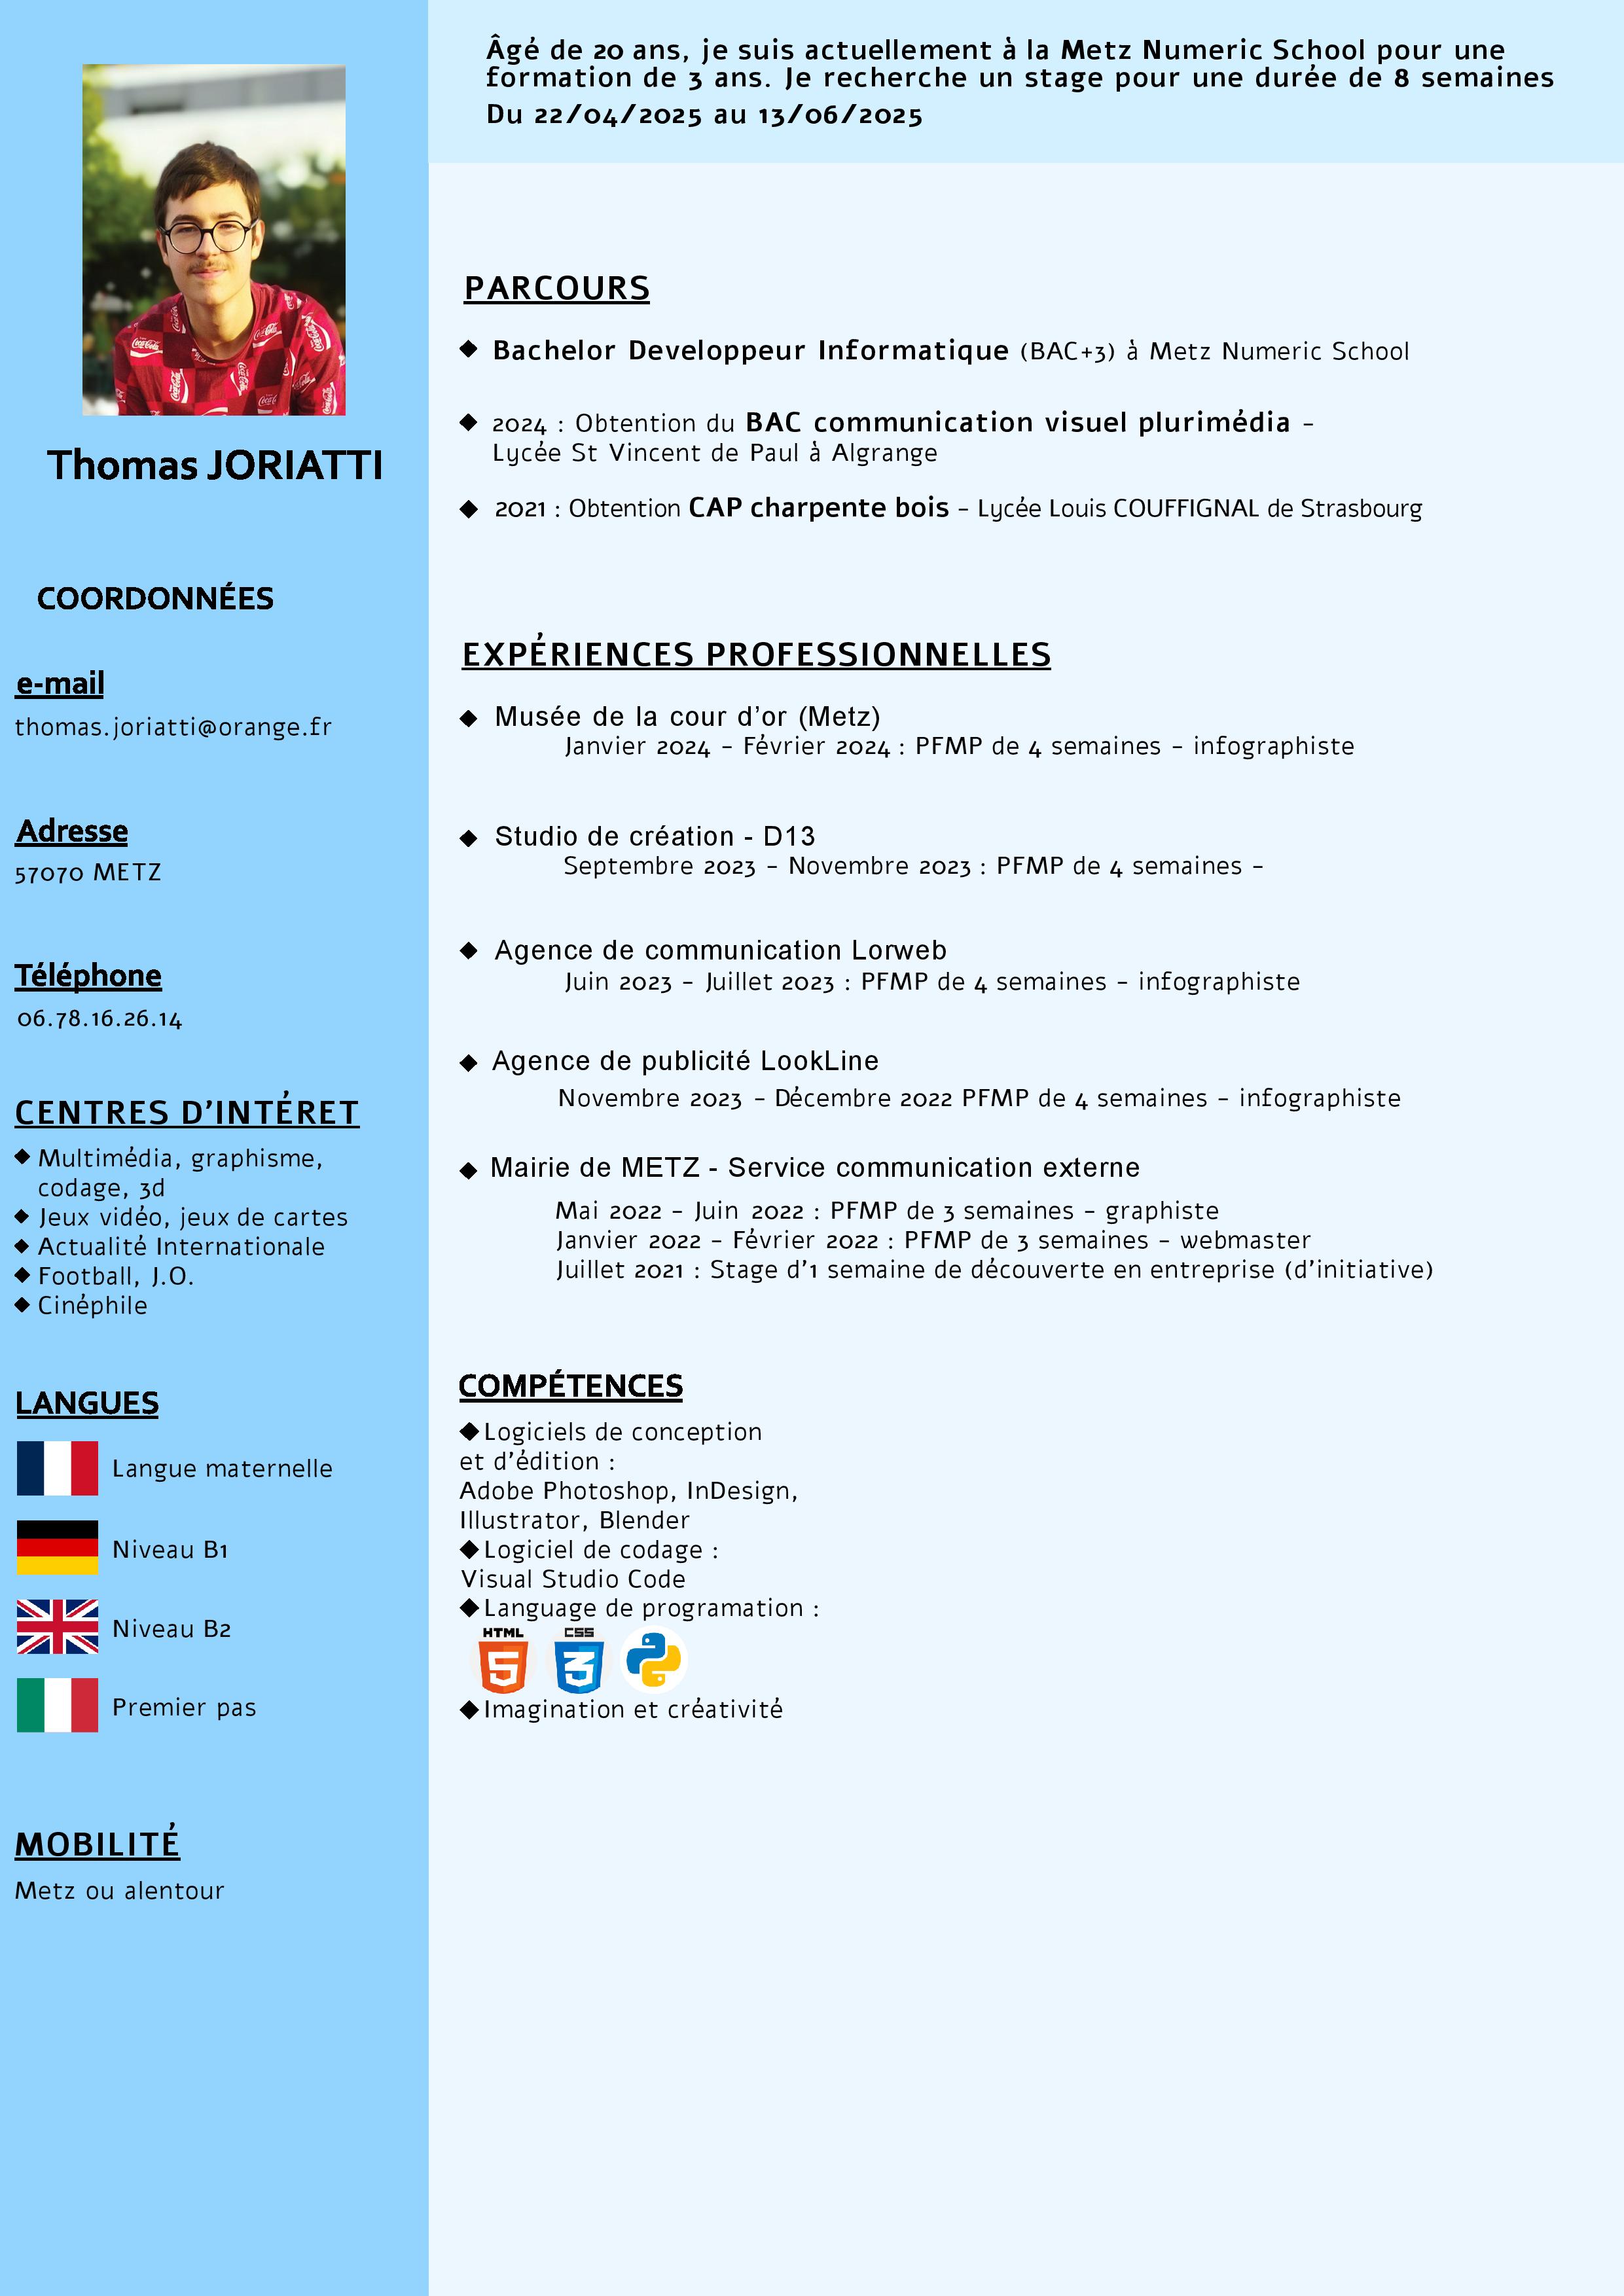 Âgé de 20 ans, je suis actuellement à la Metz Numeric School pour une
formation de 3 ans. Je recherche un stage pour une durée de 8 semaines
Du 22/04/2025 au 13/06/2025
Thomas JORIATTI
COORDONNÉES
e-mail
thomas.joriatti@orange.fr
Adresse
57070 METZ
Téléphone
06.78.16.26.14
CENTRES D'INTÉRET
◆ Multimédia, graphisme,
codage, 3d
◆ Jeux vidéo, jeux de cartes
◆ Actualité Internationale
◆ Football, J.O.
◆ Cinéphile
LANGUES
Langue maternelle
Niveau B1
Niveau B2
Premier pas
MOBILITÉ
Metz ou alentour
PARCOURS
◆ Bachelor Developpeur Informatique (BAC+3) à Metz Numeric School
◆ 2024 : Obtention du BAC communication visuel plurimédia -
Lycée St Vincent de Paul à Algrange
◆ 2021 : Obtention CAP charpente bois - Lycée Louis COUFFIGNAL de Strasbourg
EXPÉRIENCES PROFESSIONNELLES
◆ Musée de la cour d'or (Metz)
Janvier 2024 - Février 2024 : PFMP de 4 semaines - infographiste
◆ Studio de création - D13
Septembre 2023 - Novembre 2023 : PFMP de 4 semaines -
◆ Agence de communication Lorweb
Juin 2023 - Juillet 2023 : PFMP de 4 semaines - infographiste
◆ Agence de publicité LookLine
Novembre 2023 - Décembre 2022 PFMP de 4 semaines - infographiste
◆ Mairie de METZ - Service communication externe
Mai 2022 - Juin 2022 : PFMP de 3 semaines - graphiste
Janvier 2022 - Février 2022 : PFMP de 3 semaines - webmaster
Juillet 2021 : Stage d'1 semaine de découverte en entreprise (d'initiative)
COMPÉTENCES
◆Logiciels de conception
et d'édition :
Adobe Photoshop, InDesign,
Illustrator, Blender
◆Logiciel de codage :
Visual Studio Code
◆Language de programation :
HTML 5 CSS 3
◆Imagination et créativité